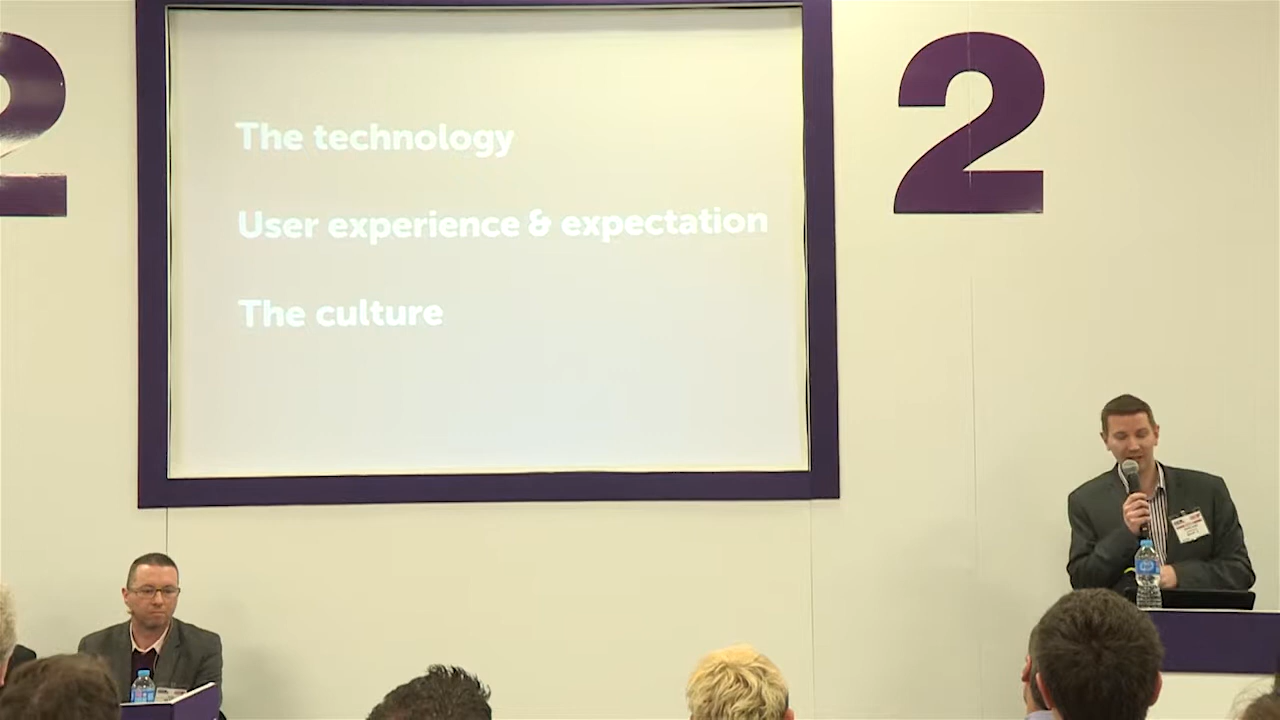 2
2
The technology
User experience & expectation
The culture